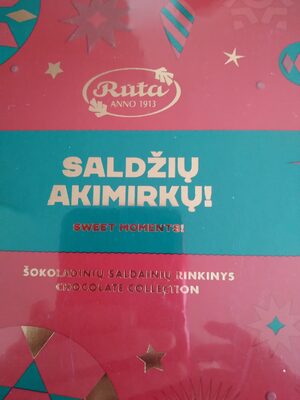 Rūta
ANNO 1913
SALDŽIŲ
AKIMIRKŲ!
SWEET MOMENTS!
ŠOKOLADINIŲ SALDAINIŲ RINKINYS
CHOCOLATE COLLECTION